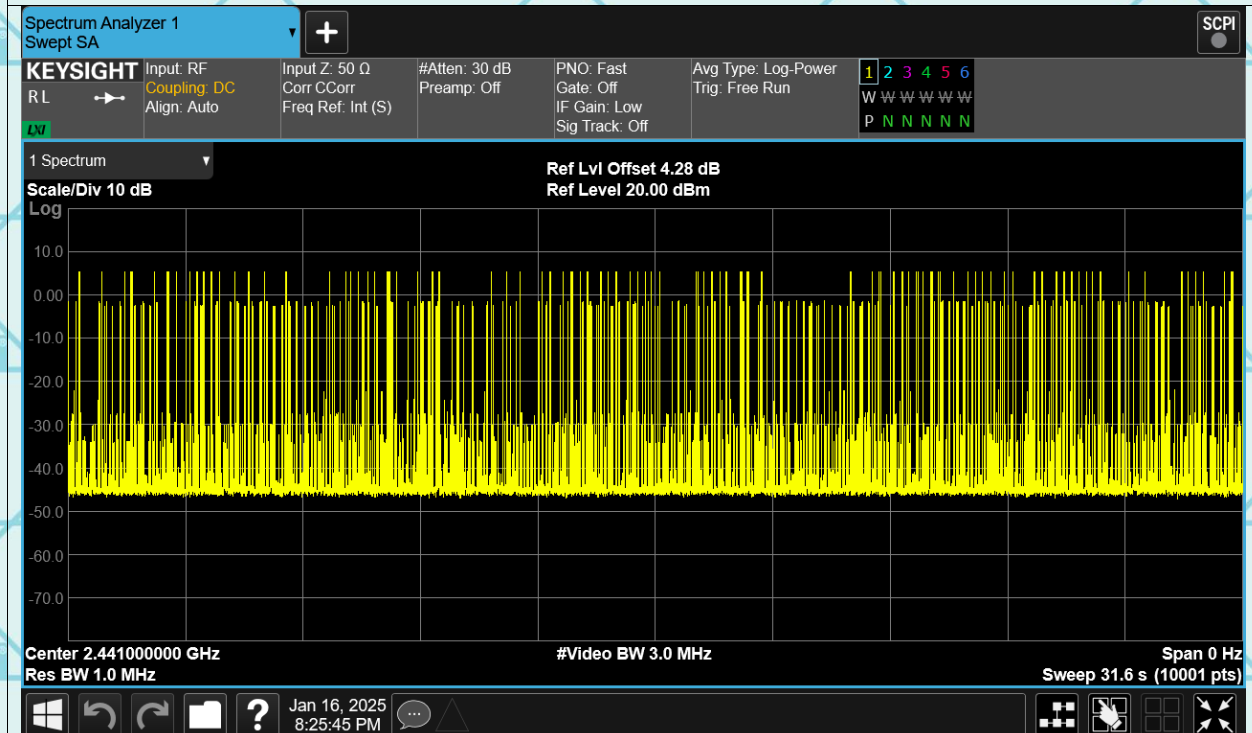 Spectrum Analyzer 1
Swept SA
SCPI
KEYSIGHT
RL
LXI
Input: RF
Coupling: DC
Align: Auto
Input Z: 50 Ω
Corr CCorr
Freq Ref: Int (S)
#Atten: 30 dB
Preamp: Off
PNO: Fast
Gate: Off
IF Gain: Low
Sig Track: Off
Avg Type: Log-Power
Trig: Free Run
1 2 3 4 5 6
W W W W W W
P N N N N N
1 Spectrum
Scale/Div 10 dB
Ref Lvl Offset 4.28 dB
Ref Level 20.00 dBm
Log
10.0
0.00
-10.0
-20.0
-30.0
-40.0
-50.0
-60.0
-70.0
Center 2.441000000 GHz
#Video BW 3.0 MHz
Span 0 Hz
Res BW 1.0 MHz
Sweep 31.6 s (10001 pts)
?
Jan 16, 2025
8:25:45 PM